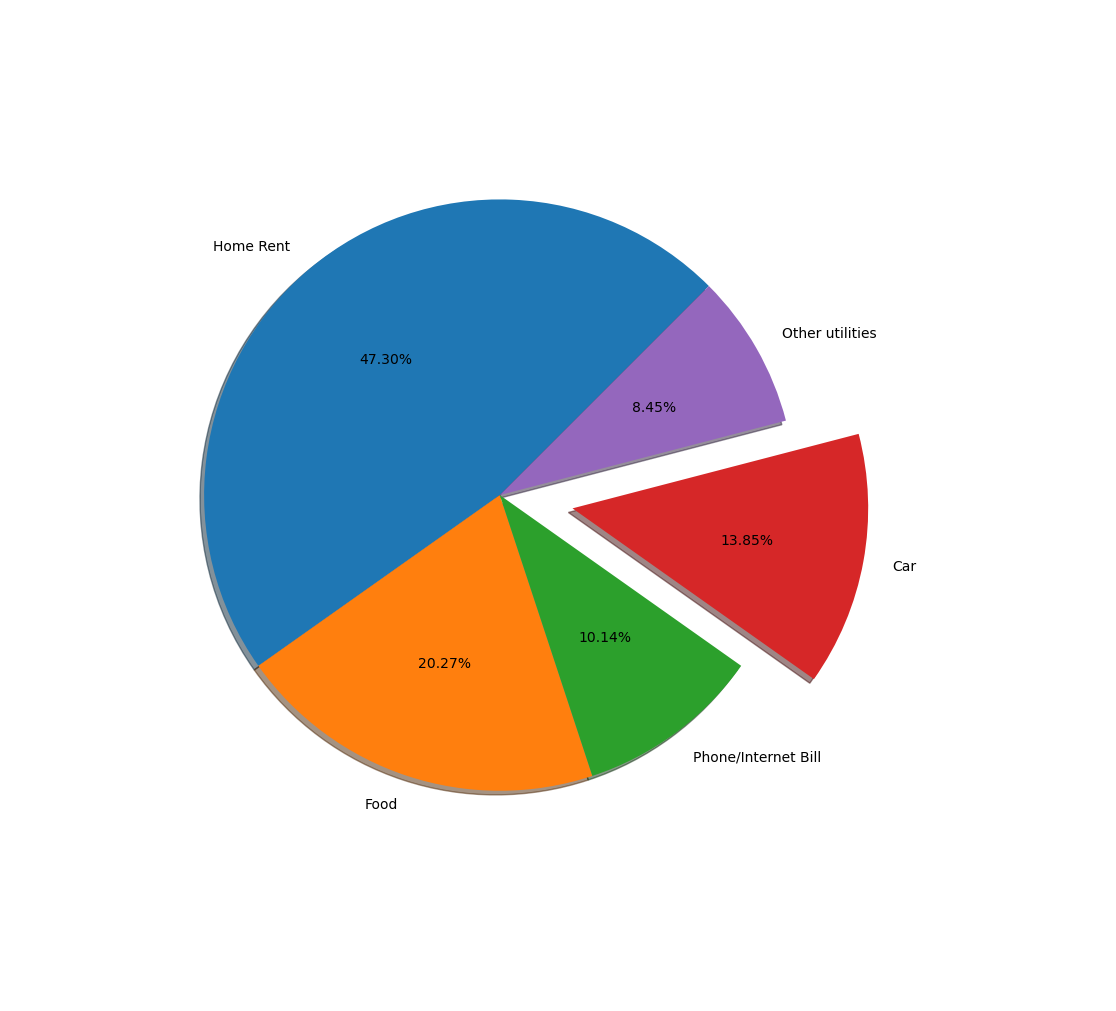 Home Rent
Other utilities
47.30%
8.45%
13.85%
Car
10.14%
20.27%
Phone/Internet Bill
Food